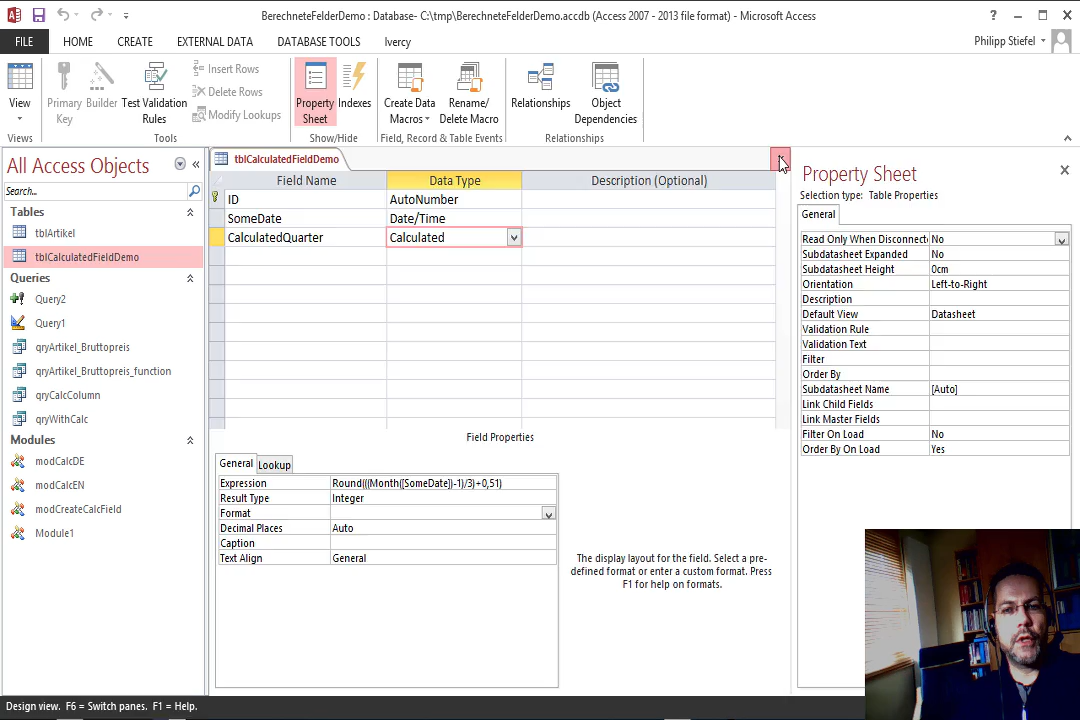 BerechneteFelderDemo : Database- C:\tmp\BerechneteFelderDemo.accdb (Access 2007 - 2013 file format) - Microsoft Access
FILE HOME CREATE EXTERNAL DATA DATABASE TOOLS Ivercy Philipp Stiefel
View
Primary Key
Builder
Test Validation Rules
Insert Rows
Delete Rows
Modify Lookups
Property Sheet
Indexes
Create Data Macros
Rename/ Delete Macro
Relationships
Object Dependencies
Views Tools Show/Hide Field, Record & Table Events Relationships
All Access Objects
Search...
Tables
tblArtikel
tblCalculatedFieldDemo
Queries
Query2
Query1
qryArtikel_Bruttopreis
qryArtikel_Bruttopreis_function
qryCalcColumn
qryWithCalc
Modules
modCalcDE
modCalcEN
modCreateCalcField
Module1
tblCalculatedFieldDemo
Field Name Data Type Description (Optional)
ID AutoNumber
SomeDate Date/Time
CalculatedQuarter Calculated
Field Properties
General Lookup
Expression Round(((Month([SomeDate])-1)/3)+0,51)
Result Type Integer
Format
Decimal Places Auto
Caption
Text Align General
The display layout for the field. Select a pre-
defined format or enter a custom format. Press
F1 for help on formats.
Property Sheet
Selection type: Table Properties
General
Read Only When Disconnect No
Subdatasheet Expanded No
Subdatasheet Height 0cm
Orientation Left-to-Right
Description
Default View Datasheet
Validation Rule
Validation Text
Filter
Order By
Subdatasheet Name [Auto]
Link Child Fields
Link Master Fields
Filter On Load No
Order By On Load Yes
Design view. F6 = Switch panes. F1 = Help.